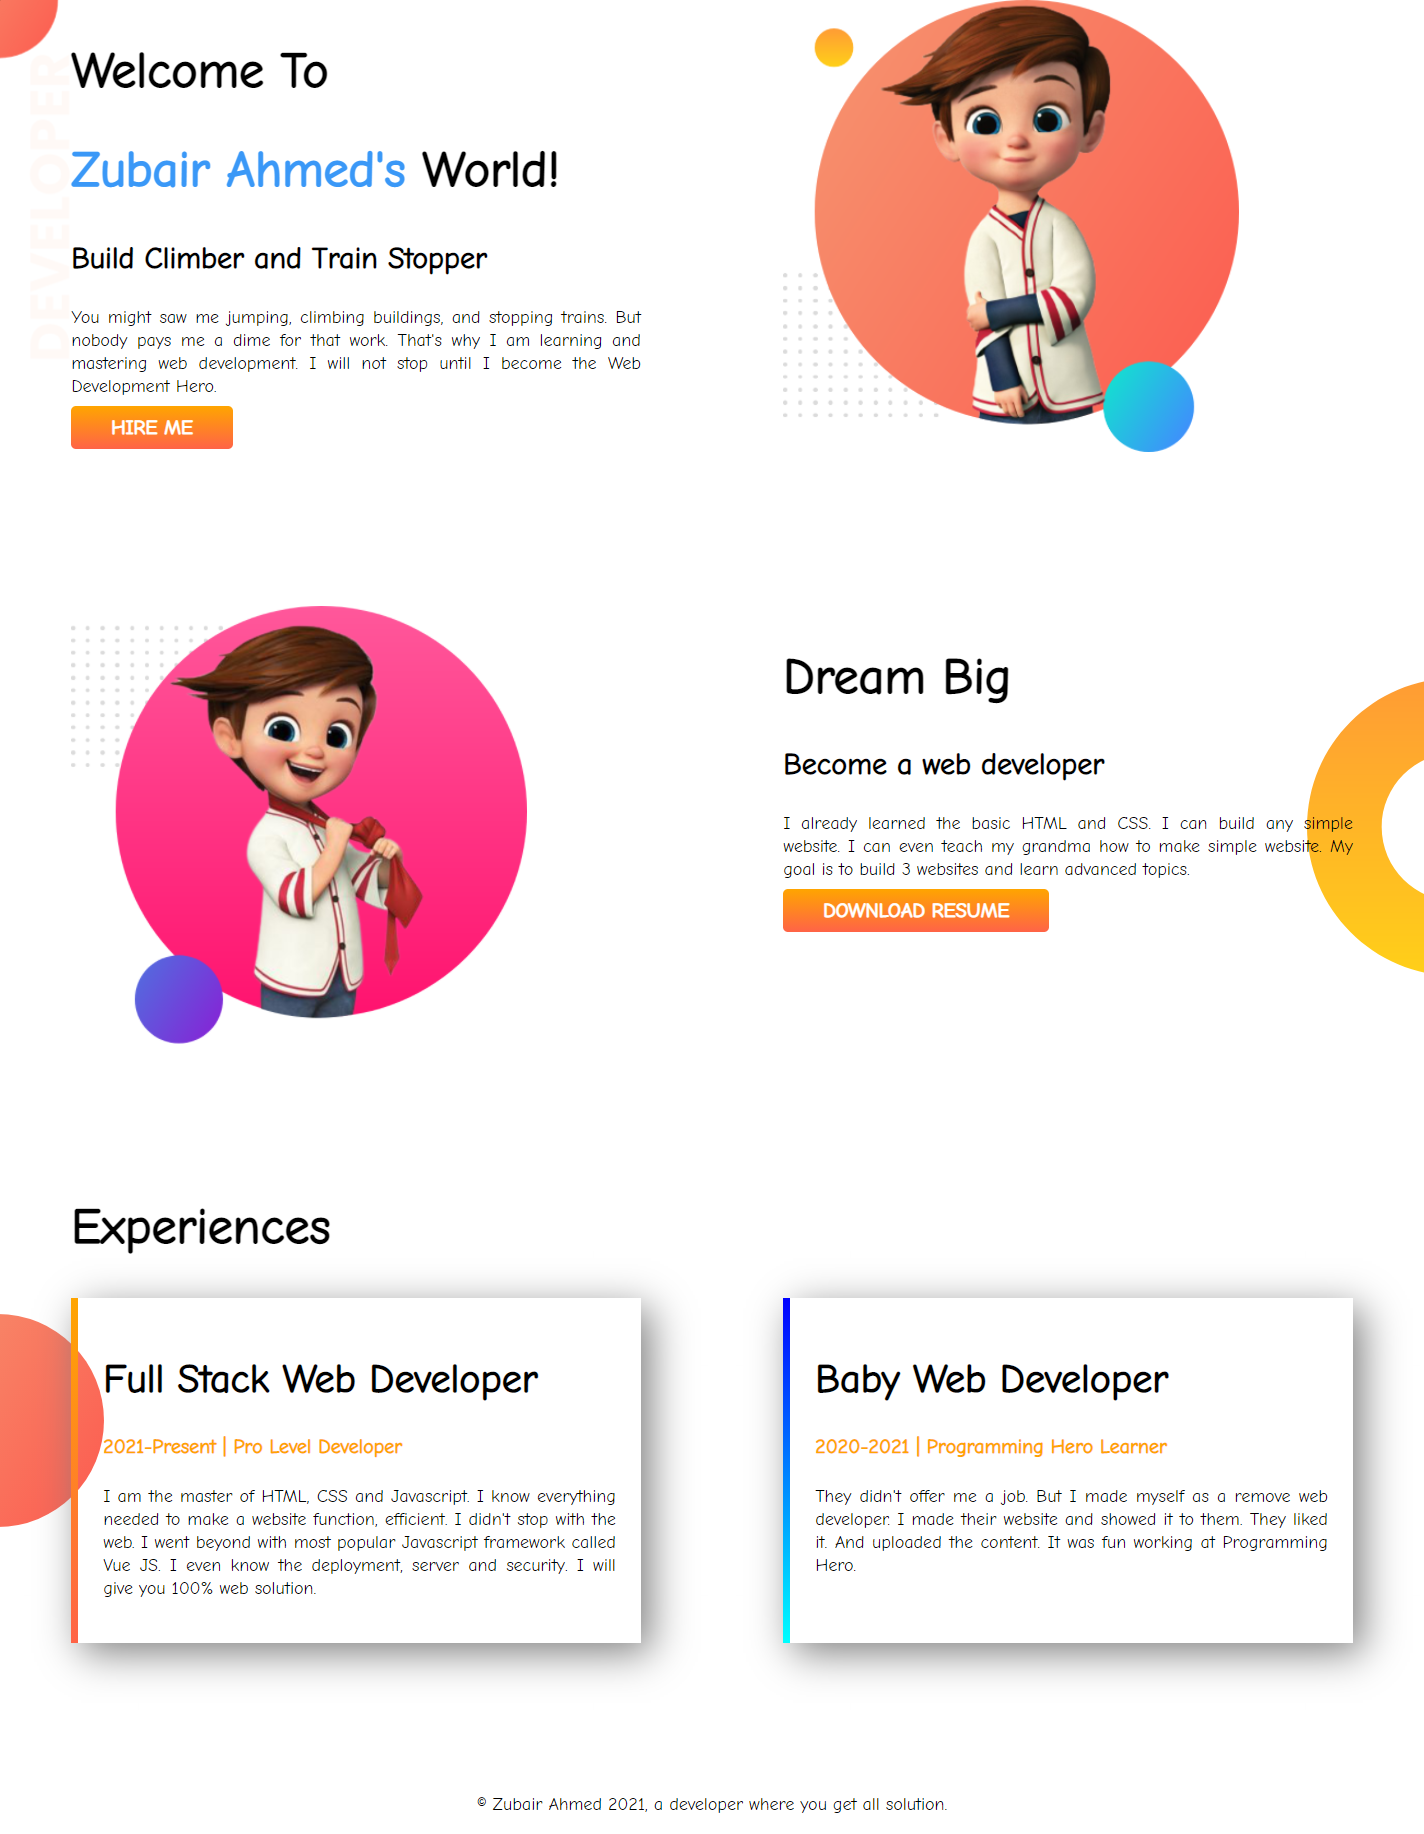 DEVELOPER
Welcome To
Zubair Ahmed's World!
Build Climber and Train Stopper
You might saw me jumping, climbing buildings, and stopping trains. But
nobody pays me a dime for that work. That's why I am learning and
mastering web development. I will not stop until I become the Web
Development Hero.
HIRE ME
Dream Big
Become a web developer
I already learned the basic HTML and CSS. I can build any simple
website. I can even teach my grandma how to make simple website. My
goal is to build 3 websites and learn advanced topics.
DOWNLOAD RESUME
Experiences
Full Stack Web Developer
2021-Present | Pro Level Developer
I am the master of HTML, CSS and Javascript. I know everything
needed to make a website function, efficient. I didn't stop with the
web. I went beyond with most popular Javascript framework called
Vue JS. I even know the deployment, server and security. I will
give you 100% web solution.
Baby Web Developer
2020-2021 | Programming Hero Learner
They didn't offer me a job. But I made myself as a remove web
developer. I made their website and showed it to them. They liked
it. And uploaded the content. It was fun working at Programming
Hero.
© Zubair Ahmed 2021, a developer where you get all solution.